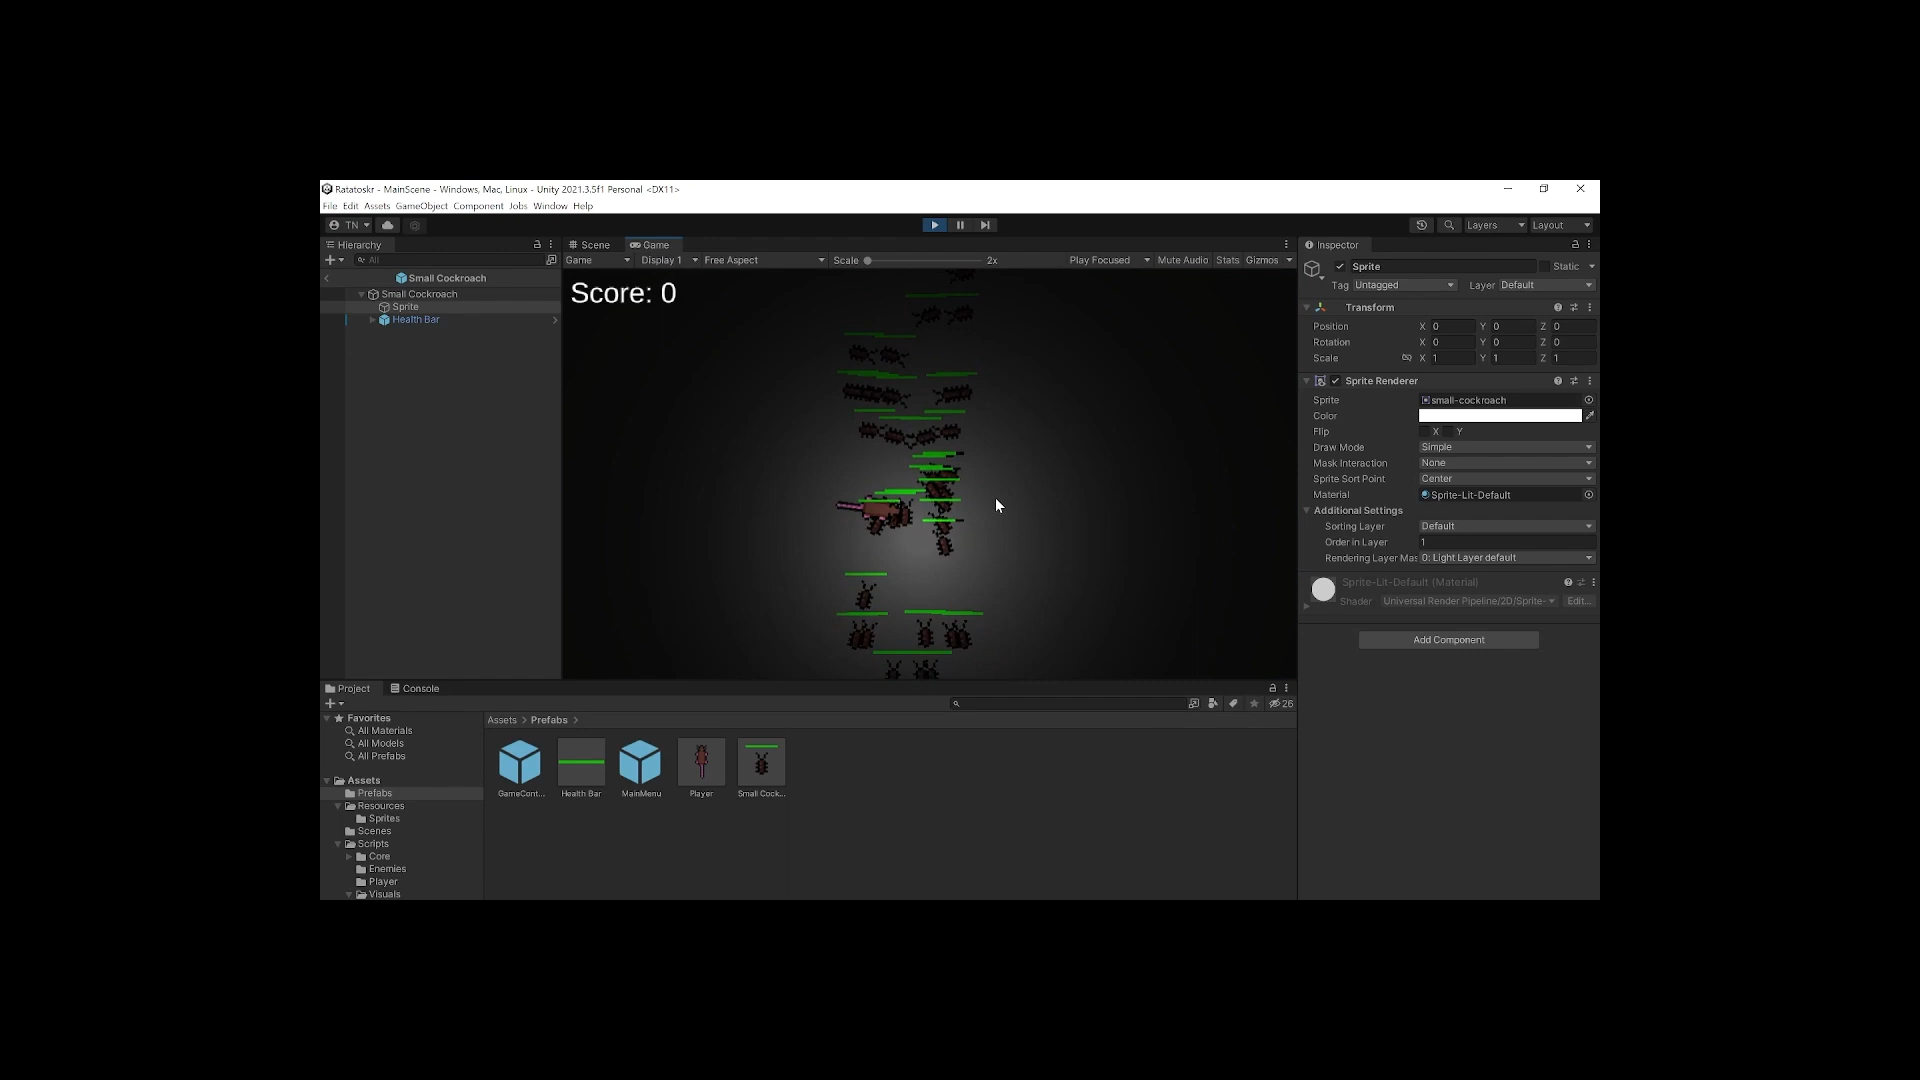 Ratatoskr - MainScene - Windows, Mac, Linux - Unity 2021.3.5f1 Personal <DX11>
File Edit Assets GameObject Component Jobs Window Help
TN
Layers
Layout
Hierarchy
Scene
Game
Inspector
All
Game
Display 1
Free Aspect
Scale
2x
Play Focused
Mute Audio
Stats
Gizmos
Small Cockroach
Small Cockroach
Sprite
Health Bar
Score: 0
Sprite
Static
Tag Untagged
Layer Default
Transform
Position X 0 Y 0 Z 0
Rotation X 0 Y 0 Z 0
Scale X 1 Y 1 Z 1
Sprite Renderer
Sprite small-cockroach
Color
Flip X Y
Draw Mode Simple
Mask Interaction None
Sprite Sort Point Center
Material Sprite-Lit-Default
Additional Settings
Sorting Layer Default
Order in Layer 1
Rendering Layer Mas 0: Light Layer default
Sprite-Lit-Default (Material)
Shader Universal Render Pipeline/2D/Sprite- Edit...
Add Component
Project
Console
26
Favorites
All Materials
All Models
All Prefabs
Assets
Prefabs
Resources
Sprites
Scenes
Scripts
Core
Enemies
Player
Visuals
Assets > Prefabs >
GameCont...
Health Bar
MainMenu
Player
Small Cock...